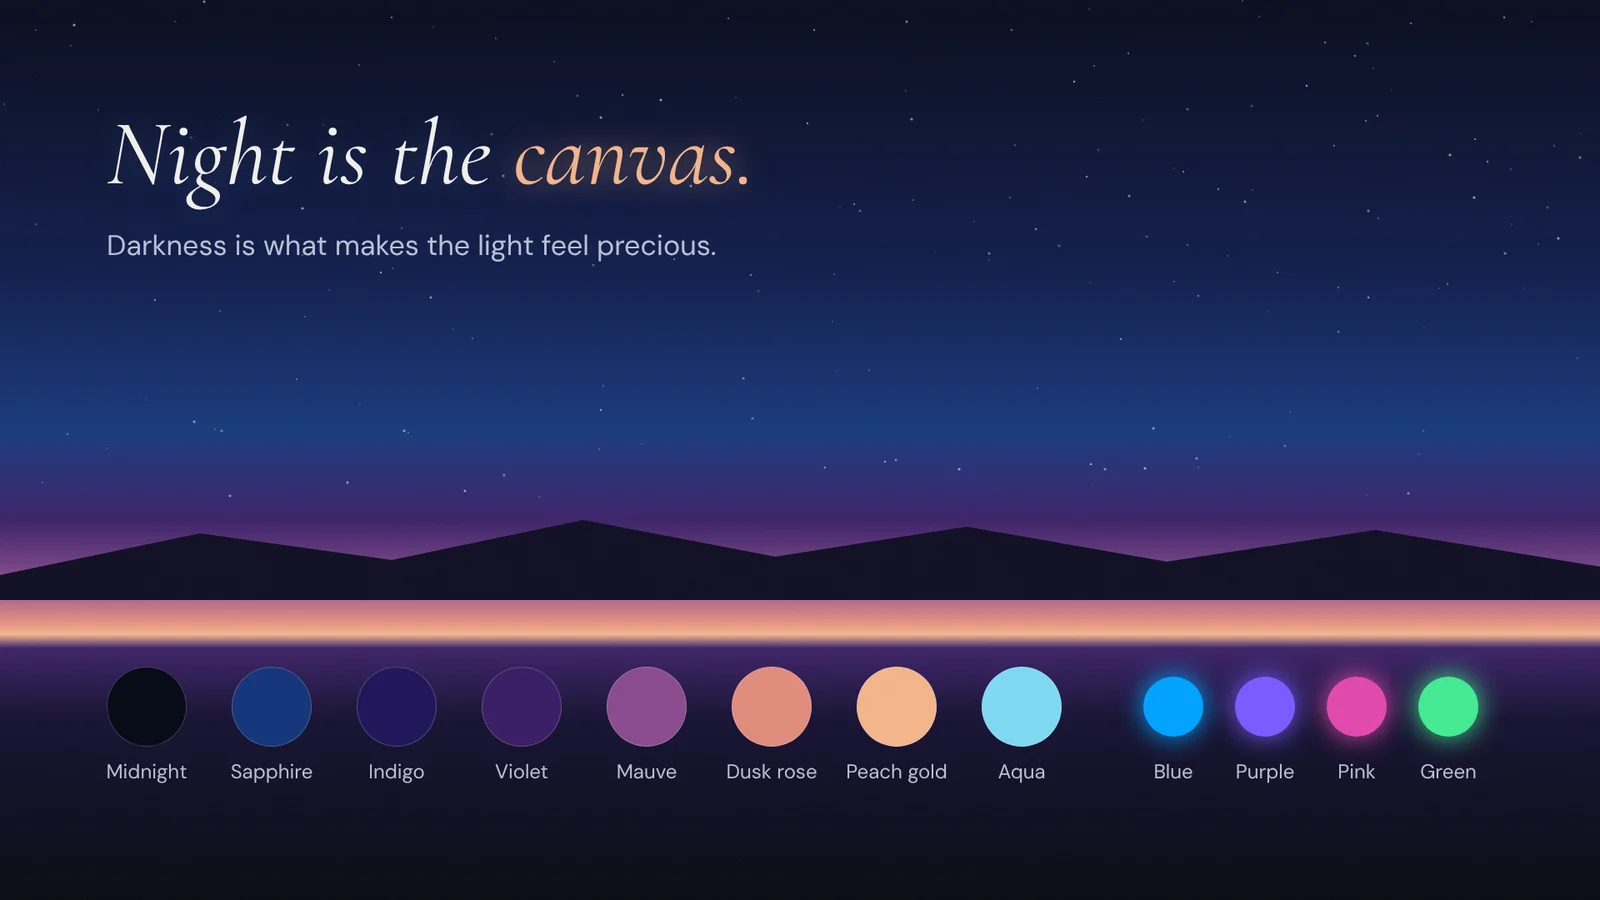 Night is the canvas.
Darkness is what makes the light feel precious.
Midnight Sapphire Indigo Violet Mauve Dusk rose Peach gold Aqua Blue Purple Pink Green